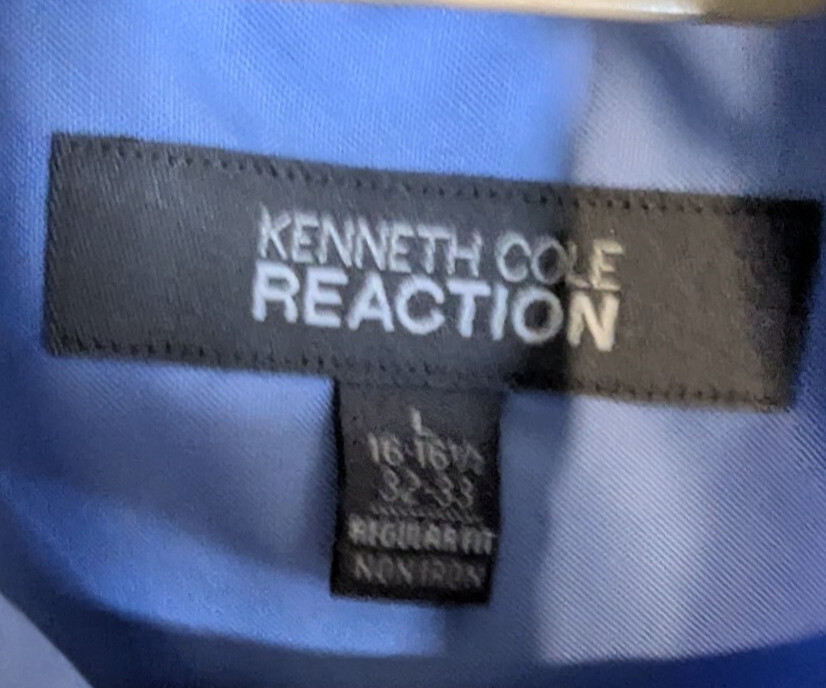 KENNETH COLE
REACTION
L
16-16½
32-33
REGULAR FIT
NON IRON